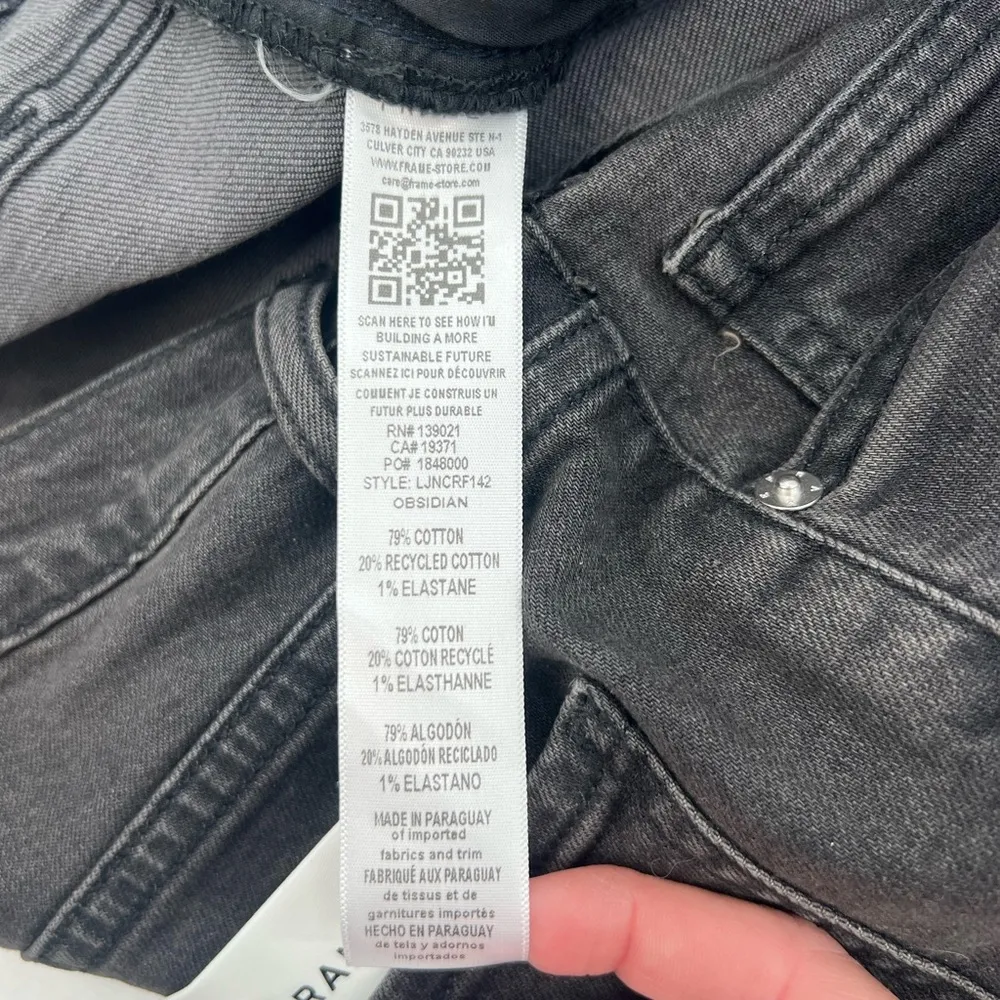 3578 HAYDEN AVENUE STE N-1
CULVER CITY CA 90232 USA
WWW.FRAME-STORE.COM
care@frame-store.com
SCAN HERE TO SEE HOW I'M
BUILDING A MORE
SUSTAINABLE FUTURE
SCANNEZ ICI POUR DÉCOUVRIR
COMMENT JE CONSTRUIS UN
FUTUR PLUS DURABLE
RN# 139021
CA# 19371
PO# 1848000
STYLE: LJNCRF142
OBSIDIAN
79% COTTON
20% RECYCLED COTTON
1% ELASTANE
79% COTON
20% COTON RECYCLÉ
1% ELASTHANNE
79% ALGODÓN
20% ALGODÓN RECICLADO
1% ELASTANO
MADE IN PARAGUAY
of imported
fabrics and trim
FABRIQUÉ AUX PARAGUAY
de tissus et de
garnitures importés
HECHO EN PARAGUAY
de tela y adornos
importados